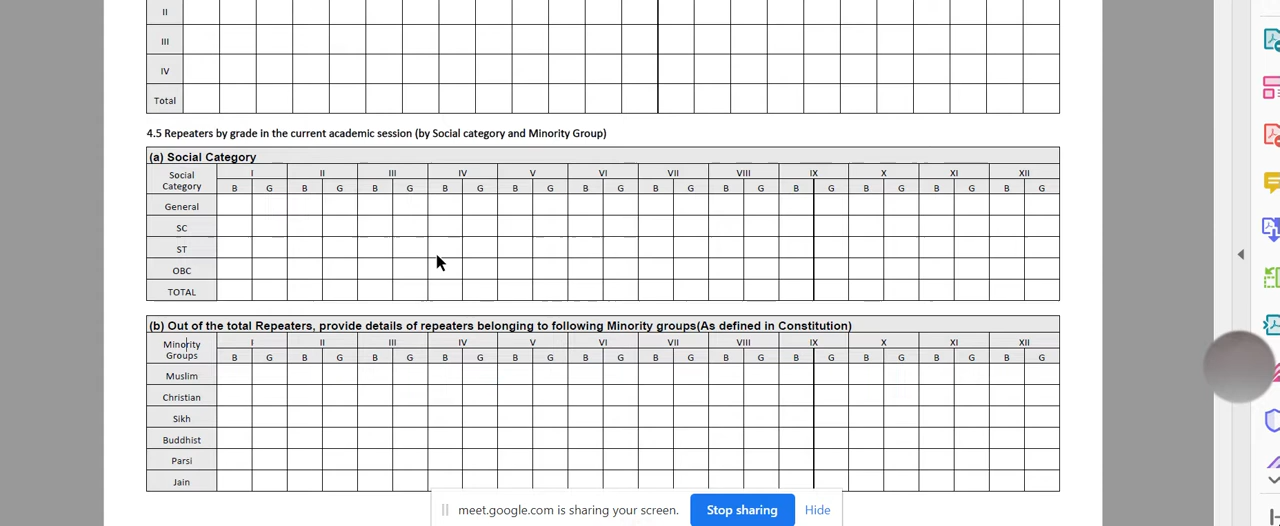 II
III
IV
Total
4.5 Repeaters by grade in the current academic session (by Social category and Minority Group)
(a) Social Category
Social Category I II III IV V VI VII VIII IX X XI XII
B G B G B G B G B G B G B G B G B G B G B G B G
General
SC
ST
OBC
TOTAL
(b) Out of the total Repeaters, provide details of repeaters belonging to following Minority groups(As defined in Constitution)
Minority Groups I II III IV V VI VII VIII IX X XI XII
B G B G B G B G B G B G B G B G B G B G B G B G
Muslim
Christian
Sikh
Buddhist
Parsi
Jain
meet.google.com is sharing your screen. Stop sharing Hide